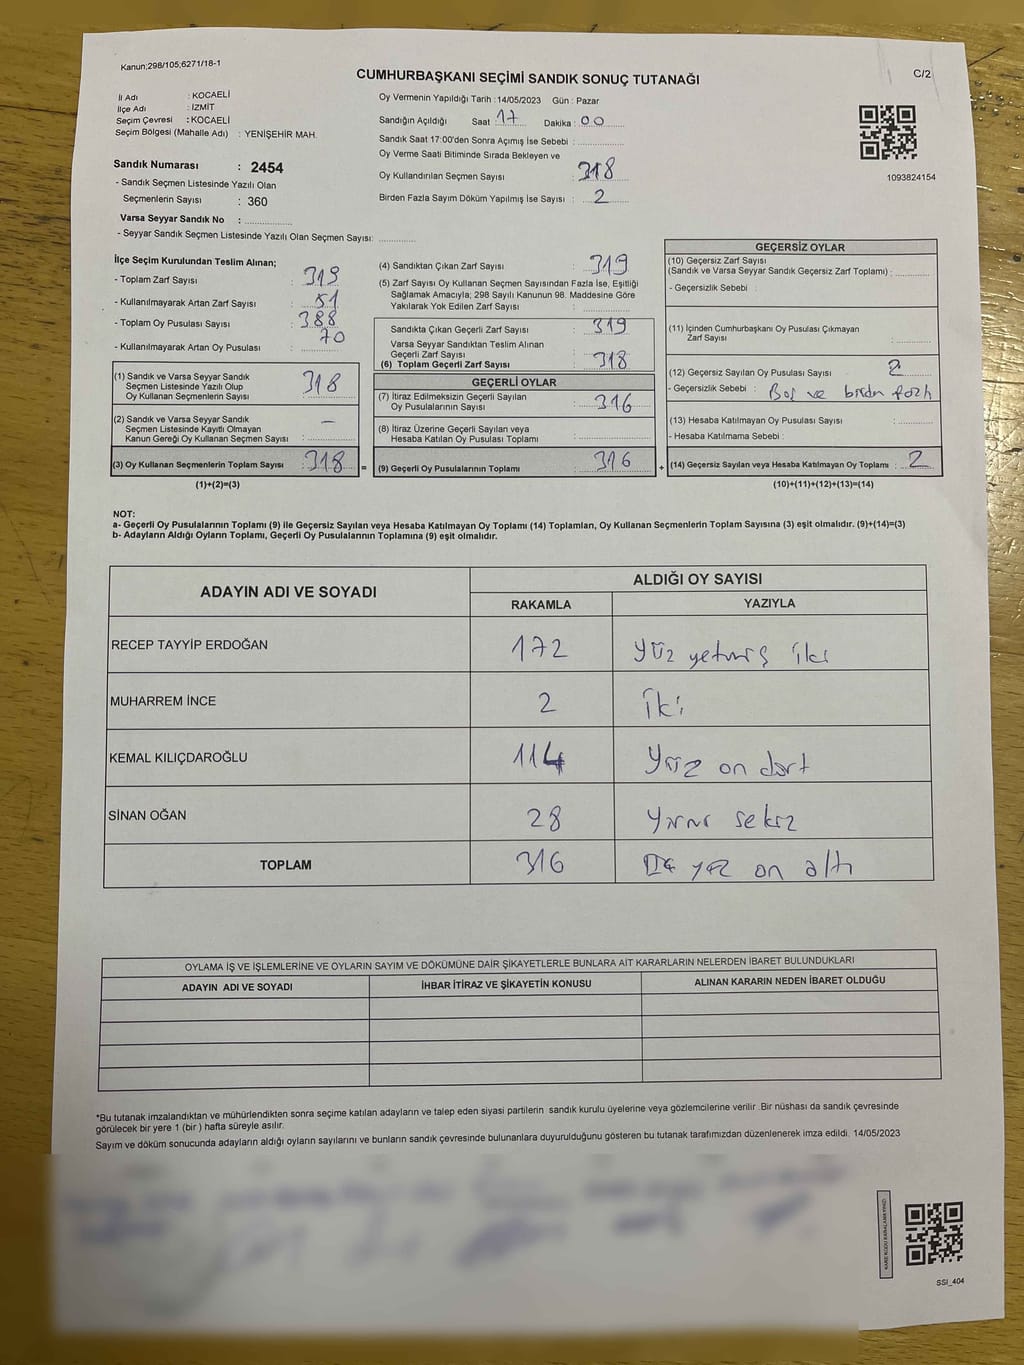 Kanun;298/105;6271/18-1
CUMHURBAŞKANI SEÇİMİ SANDIK SONUÇ TUTANAĞI
C/2
İl Adı : KOCAELİ
İlçe Adı : İZMİT
Seçim Çevresi : KOCAELİ
Seçim Bölgesi (Mahalle Adı) : YENİŞEHİR MAH.
Sandık Numarası : 2454
- Sandık Seçmen Listesinde Yazılı Olan
Seçmenlerin Sayısı : 360
Varsa Seyyar Sandık No :
- Seyyar Sandık Seçmen Listesinde Yazılı Olan Seçmen Sayısı:
Oy Vermenin Yapıldığı Tarih :14/05/2023 Gün : Pazar
Sandığın Açıldığı Saat 17 Dakika : 00
Sandık Saat 17:00'den Sonra Açımış İse Sebebi :
Oy Verme Saati Bitiminde Sırada Bekleyen ve
Oy Kullandırılan Seçmen Sayısı : 318
Birden Fazla Sayım Döküm Yapılmış İse Sayısı : 2
1093824154
İlçe Seçim Kurulundan Teslim Alınan;
- Toplam Zarf Sayısı :
- Kullanılmayarak Artan Zarf Sayısı : 51
- Toplam Oy Pusulası Sayısı : 388
- Kullanılmayarak Artan Oy Pusulası : 70
(1) Sandık ve Varsa Seyyar Sandık
Seçmen Listesinde Yazılı Olup
Oy Kullanan Seçmenlerin Sayısı : 318
(2) Sandık ve Varsa Seyyar Sandık
Seçmen Listesinde Kayıtlı Olmayan
Kanun Gereği Oy Kullanan Seçmen Sayısı : -
(3) Oy Kullanan Seçmenlerin Toplam Sayısı : 318 =
(1)+(2)=(3)
(4) Sandıktan Çıkan Zarf Sayısı : 319
(5) Zarf Sayısı Oy Kullanan Seçmen Sayısından Fazla İse, Eşitliği
Sağlamak Amacıyla; 298 Sayılı Kanunun 98. Maddesine Göre
Yakılarak Yok Edilen Zarf Sayısı :
Sandıkta Çıkan Geçerli Zarf Sayısı : 319
Varsa Seyyar Sandıktan Teslim Alınan
Geçerli Zarf Sayısı :
(6) Toplam Geçerli Zarf Sayısı : 318
GEÇERLİ OYLAR
(7) İtiraz Edilmeksizin Geçerli Sayılan
Oy Pusulalarının Sayısı : 316
(8) İtiraz Üzerine Geçerli Sayılan veya
Hesaba Katılan Oy Pusulası Toplamı :
(9) Geçerli Oy Pusulalarının Toplamı : 316 +
GEÇERSİZ OYLAR
(10) Geçersiz Zarf Sayısı
(Sandık ve Varsa Seyyar Sandık Geçersiz Zarf Toplamı) :
- Geçersizlik Sebebi :
(11) İçinden Cumhurbaşkanı Oy Pusulası Çıkmayan
Zarf Sayısı :
(12) Geçersiz Sayılan Oy Pusulası Sayısı : 2
- Geçersizlik Sebebi : Boş ve birden fazla
(13) Hesaba Katılmayan Oy Pusulası Sayısı :
- Hesaba Katılmama Sebebi :
(14) Geçersiz Sayılan veya Hesaba Katılmayan Oy Toplamı : 2
(10)+(11)+(12)+(13)=(14)
NOT:
a- Geçerli Oy Pusulalarının Toplamı (9) ile Geçersiz Sayılan veya Hesaba Katılmayan Oy Toplamı (14) Toplamları, Oy Kullanan Seçmenlerin Toplam Sayısına (3) eşit olmalıdır. (9)+(14)=(3)
b- Adayların Aldığı Oyların Toplamı, Geçerli Oy Pusulalarının Toplamına (9) eşit olmalıdır.
ADAYIN ADI VE SOYADI ALDIĞI OY SAYISI
RAKAMLA YAZIYLA
RECEP TAYYİP ERDOĞAN 172 Yüz yetmiş iki
MUHARREM İNCE 2 iki
KEMAL KILIÇDAROĞLU 114 Yüz on dört
SİNAN OĞAN 28 Yirmi sekiz
TOPLAM 316 Üç yüz on altı
OYLAMA İŞ VE İŞLEMLERİNE VE OYLARIN SAYIM VE DÖKÜMÜNE DAİR ŞİKAYETLERLE BUNLARA AİT KARARLARIN NELERDEN İBARET BULUNDUKLARI
ADAYIN ADI VE SOYADI İHBAR İTİRAZ VE ŞİKAYETİN KONUSU ALINAN KARARIN NEDEN İBARET OLDUĞU
*Bu tutanak imzalandıktan ve mühürlendikten sonra seçime katılan adayların ve talep eden siyasi partilerin sandık kurulu üyelerine veya gözlemcilerine verilir .Bir nüshası da sandık çevresinde
görülecek bir yere 1 (bir ) hafta süreyle asılır.
Sayım ve döküm sonucunda adayların aldığı oyların sayılarını ve bunların sandık çevresinde bulunanlara duyurulduğunu gösteren bu tutanak tarafımızdan düzenlenerek imza edildi. 14/05/2023
SSI_404